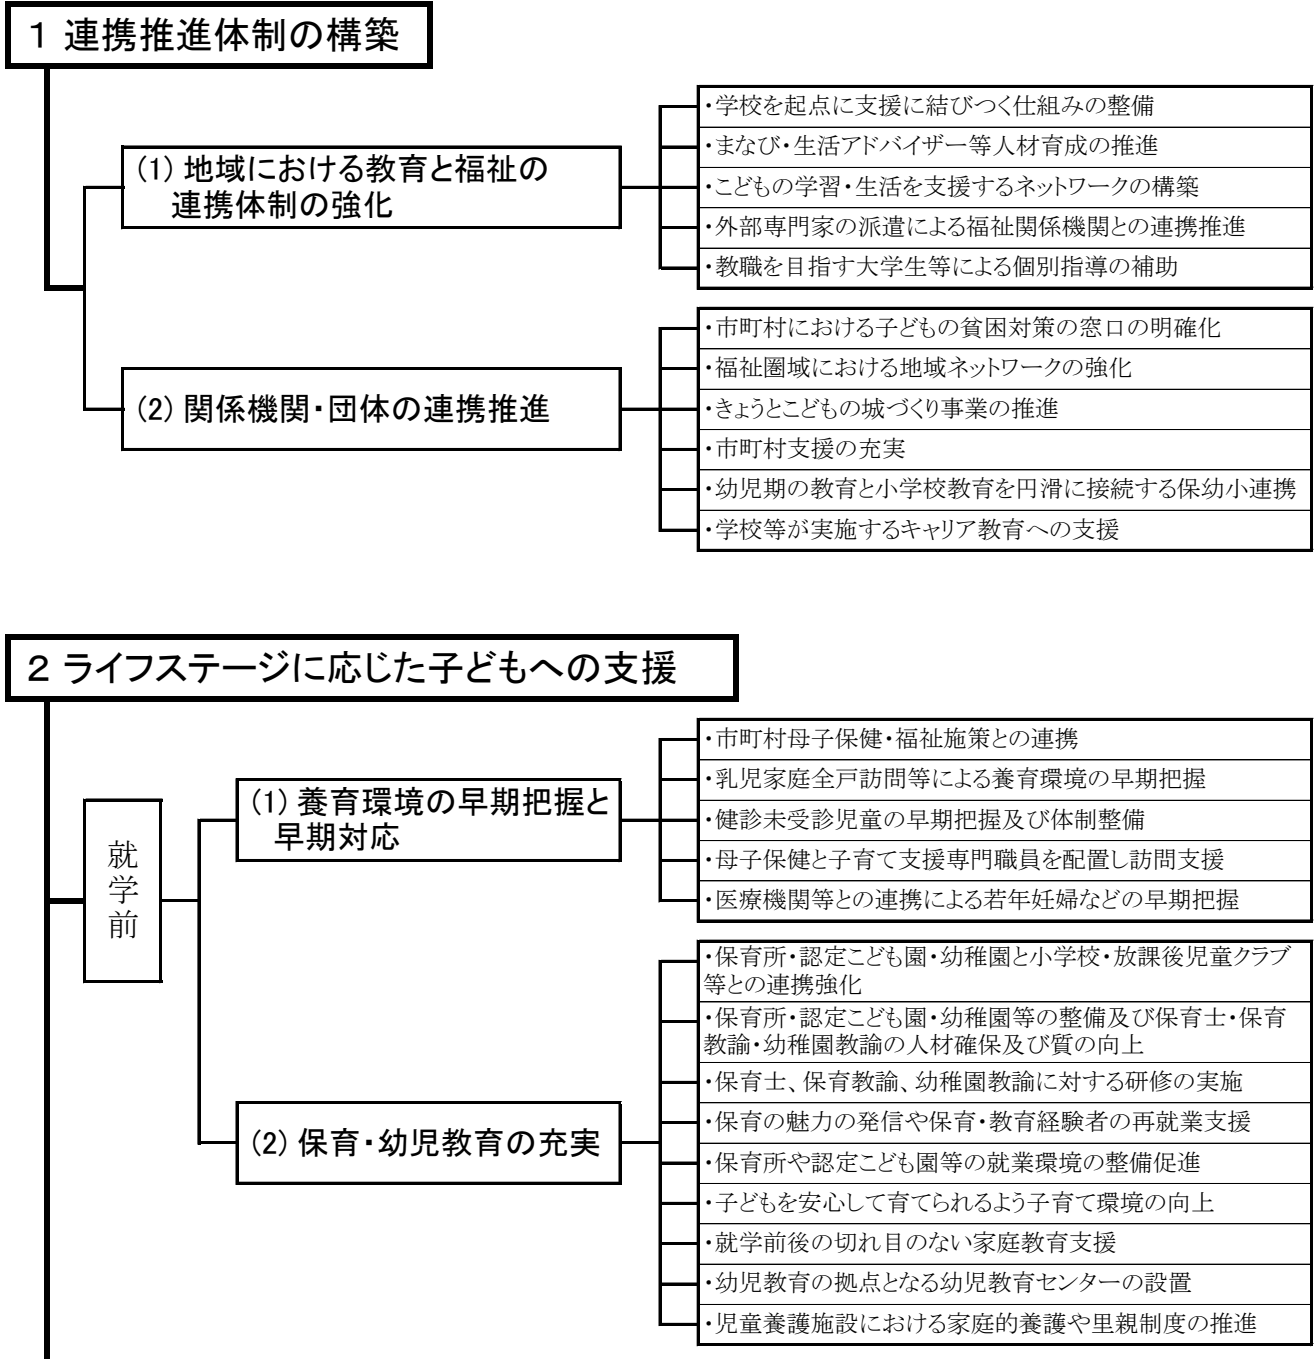 1 連携推進体制の構築
(1) 地域における教育と福祉の
連携体制の強化
・学校を起点に支援に結びつく仕組みの整備
・まなび・生活アドバイザー等人材育成の推進
・こどもの学習・生活を支援するネットワークの構築
・外部専門家の派遣による福祉関係機関との連携推進
・教職を目指す大学生等による個別指導の補助
(2) 関係機関・団体の連携推進
・市町村における子どもの貧困対策の窓口の明確化
・福祉圏域における地域ネットワークの強化
・きょうとこどもの城づくり事業の推進
・市町村支援の充実
・幼児期の教育と小学校教育を円滑に接続する保幼小連携
・学校等が実施するキャリア教育への支援
2 ライフステージに応じた子どもへの支援
就学前
(1) 養育環境の早期把握と
早期対応
・市町村母子保健・福祉施策との連携
・乳児家庭全戸訪問等による養育環境の早期把握
・健診未受診児童の早期把握及び体制整備
・母子保健と子育て支援専門職員を配置し訪問支援
・医療機関等との連携による若年妊婦などの早期把握
(2) 保育・幼児教育の充実
・保育所・認定こども園・幼稚園と小学校・放課後児童クラブ
等との連携強化
・保育所・認定こども園・幼稚園等の整備及び保育士・保育
教諭・幼稚園教諭の人材確保及び質の向上
・保育士、保育教諭、幼稚園教諭に対する研修の実施
・保育の魅力の発信や保育・教育経験者の再就業支援
・保育所や認定こども園等の就業環境の整備促進
・子どもを安心して育てられるよう子育て環境の向上
・就学前後の切れ目のない家庭教育支援
・幼児教育の拠点となる幼児教育センターの設置
・児童養護施設における家庭的養護や里親制度の推進